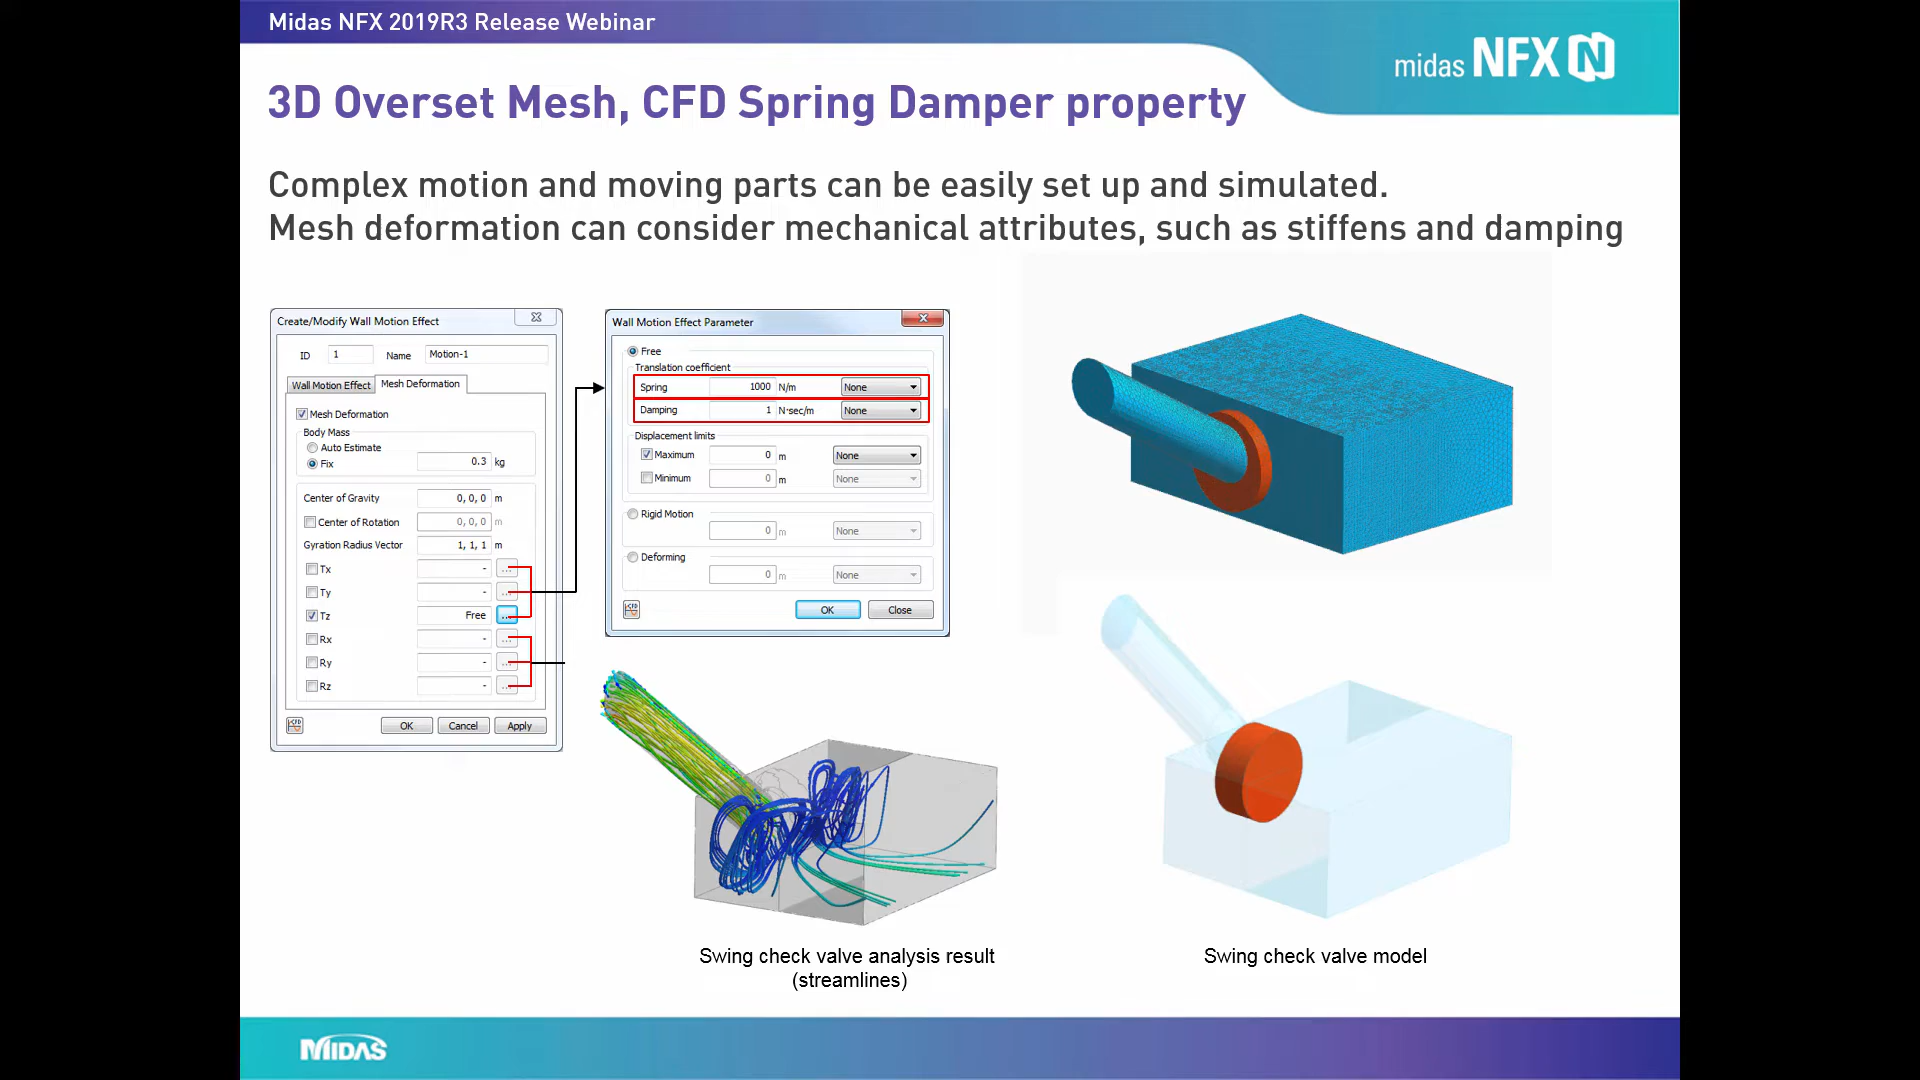 Midas NFX 2019R3 Release Webinar
midas NFX N
3D Overset Mesh, CFD Spring Damper property
Complex motion and moving parts can be easily set up and simulated.
Mesh deformation can consider mechanical attributes, such as stiffens and damping
Create/Modify Wall Motion Effect
ID 1 Name Motion-1
Wall Motion Effect Mesh Deformation
Mesh Deformation
Body Mass
Auto Estimate
Fix 0.3 kg
Center of Gravity 0, 0, 0 m
Center of Rotation 0, 0, 0 m
Gyration Radius Vector 1, 1, 1 m
Tx - ...
Ty - ...
Tz Free ...
Rx - ...
Ry - ...
Rz - ...
CFD
OK Cancel Apply
Wall Motion Effect Parameter
Free
Translation coefficient
Spring 1000 N/m None
Damping 1 N·sec/m None
Displacement limits
Maximum 0 m None
Minimum 0 m None
Rigid Motion
0 m None
Deforming
0 m None
CFD
OK Close
Swing check valve analysis result
(streamlines)
Swing check valve model
MIDAS